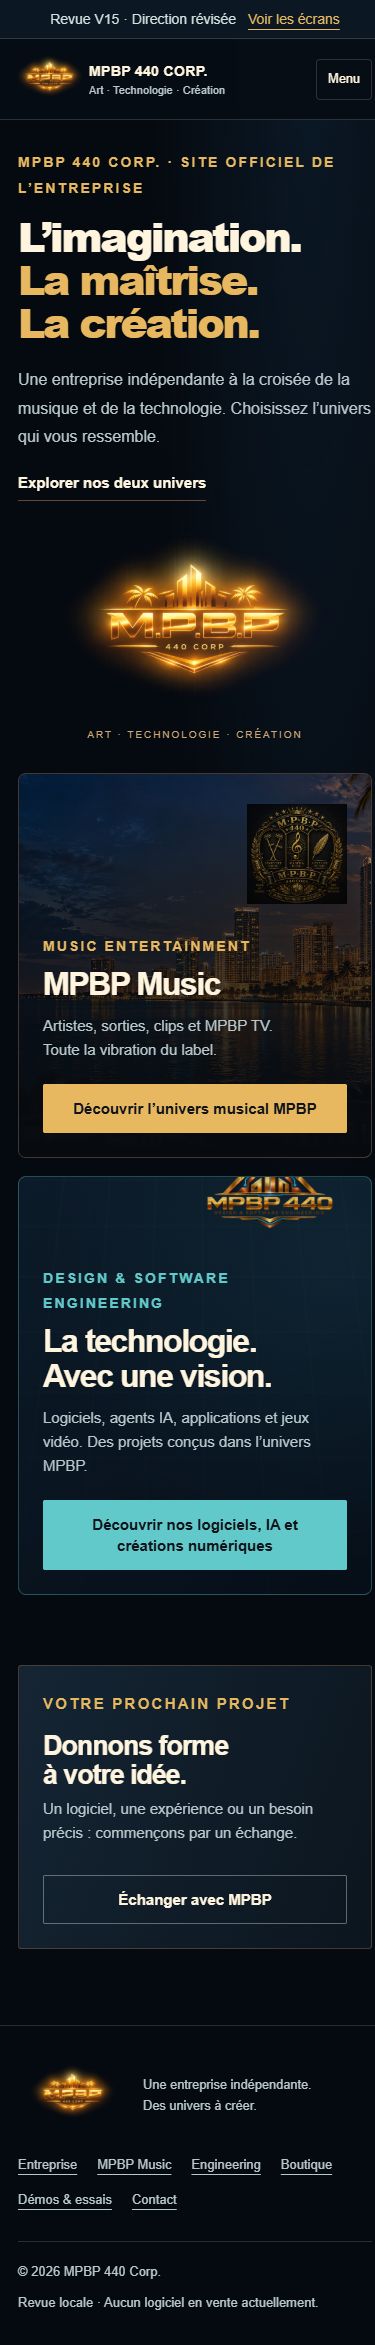 Revue V15 · Direction révisée Voir les écrans
MPBP 440 CORP.
Art · Technologie · Création
Menu
MPBP 440 CORP. · SITE OFFICIEL DE
L’ENTREPRISE
L’imagination.
La maîtrise.
La création.
Une entreprise indépendante à la croisée de la
musique et de la technologie. Choisissez l’univers
qui vous ressemble.
Explorer nos deux univers
M.P.B.P
440 CORP
ART · TECHNOLOGIE · CRÉATION
M·P·B·P
440
M·P·B·P
MUSIC ENTERTAINMENT
MPBP Music
Artistes, sorties, clips et MPBP TV.
Toute la vibration du label.
Découvrir l’univers musical MPBP
MPBP 440
DESIGN & SOFTWARE
ENGINEERING
La technologie.
Avec une vision.
Logiciels, agents IA, applications et jeux
vidéo. Des projets conçus dans l’univers
MPBP.
Découvrir nos logiciels, IA et
créations numériques
VOTRE PROCHAIN PROJET
Donnons forme
à votre idée.
Un logiciel, une expérience ou un besoin
précis : commençons par un échange.
Échanger avec MPBP
Une entreprise indépendante.
Des univers à créer.
Entreprise MPBP Music Engineering Boutique
Démos & essais Contact
© 2026 MPBP 440 Corp.
Revue locale · Aucun logiciel en vente actuellement.